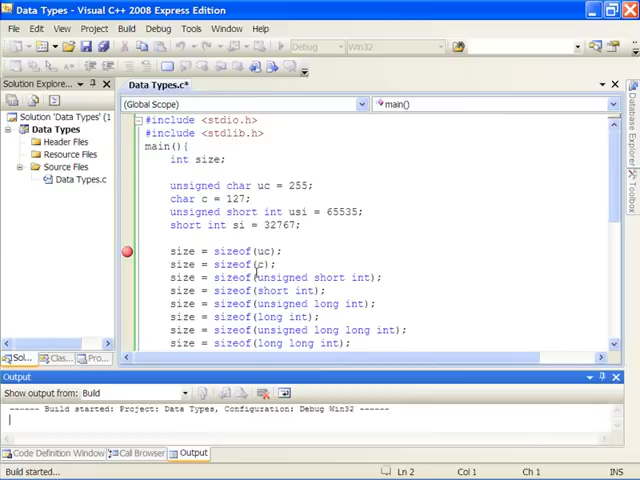 Data Types - Visual C++ 2008 Express Edition
File Edit View Project Build Debug Tools Window Help
Debug Win32
Solution Explore...
Data Types.c*
(Global Scope)
main()
Solution 'Data Types' (1
Data Types
Header Files
Resource Files
Source Files
Data Types.c
#include <stdio.h>
#include <stdlib.h>
main(){
int size;
unsigned char uc = 255;
char c = 127;
unsigned short int usi = 65535;
short int si = 32767;
size = sizeof(uc);
size = sizeof(c);
size = sizeof(unsigned short int);
size = sizeof(short int);
size = sizeof(unsigned long int);
size = sizeof(long int);
size = sizeof(unsigned long long int);
size = sizeof(long long int);
Database Explorer
Toolbox
Sol... Clas... Pro...
Output
Show output from: Build
------ Build started: Project: Data Types, Configuration: Debug Win32 ------
Code Definition Window Call Browser Output
Build started... Ln 2 Col 1 Ch 1 INS